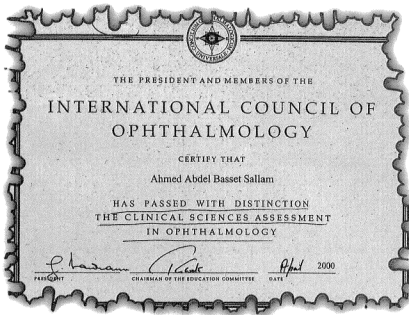 THE PRESIDENT AND MEMBERS OF THE
INTERNATIONAL COUNCIL OF
OPHTHALMOLOGY
CERTIFY THAT
Ahmed Abdel Basset Sallam
HAS PASSED WITH DISTINCTION
THE CLINICAL SCIENCES ASSESSMENT
IN OPHTHALMOLOGY
2000
PRESIDENT CHAIRMAN OF THE EDUCATION COMMITTEE DATE